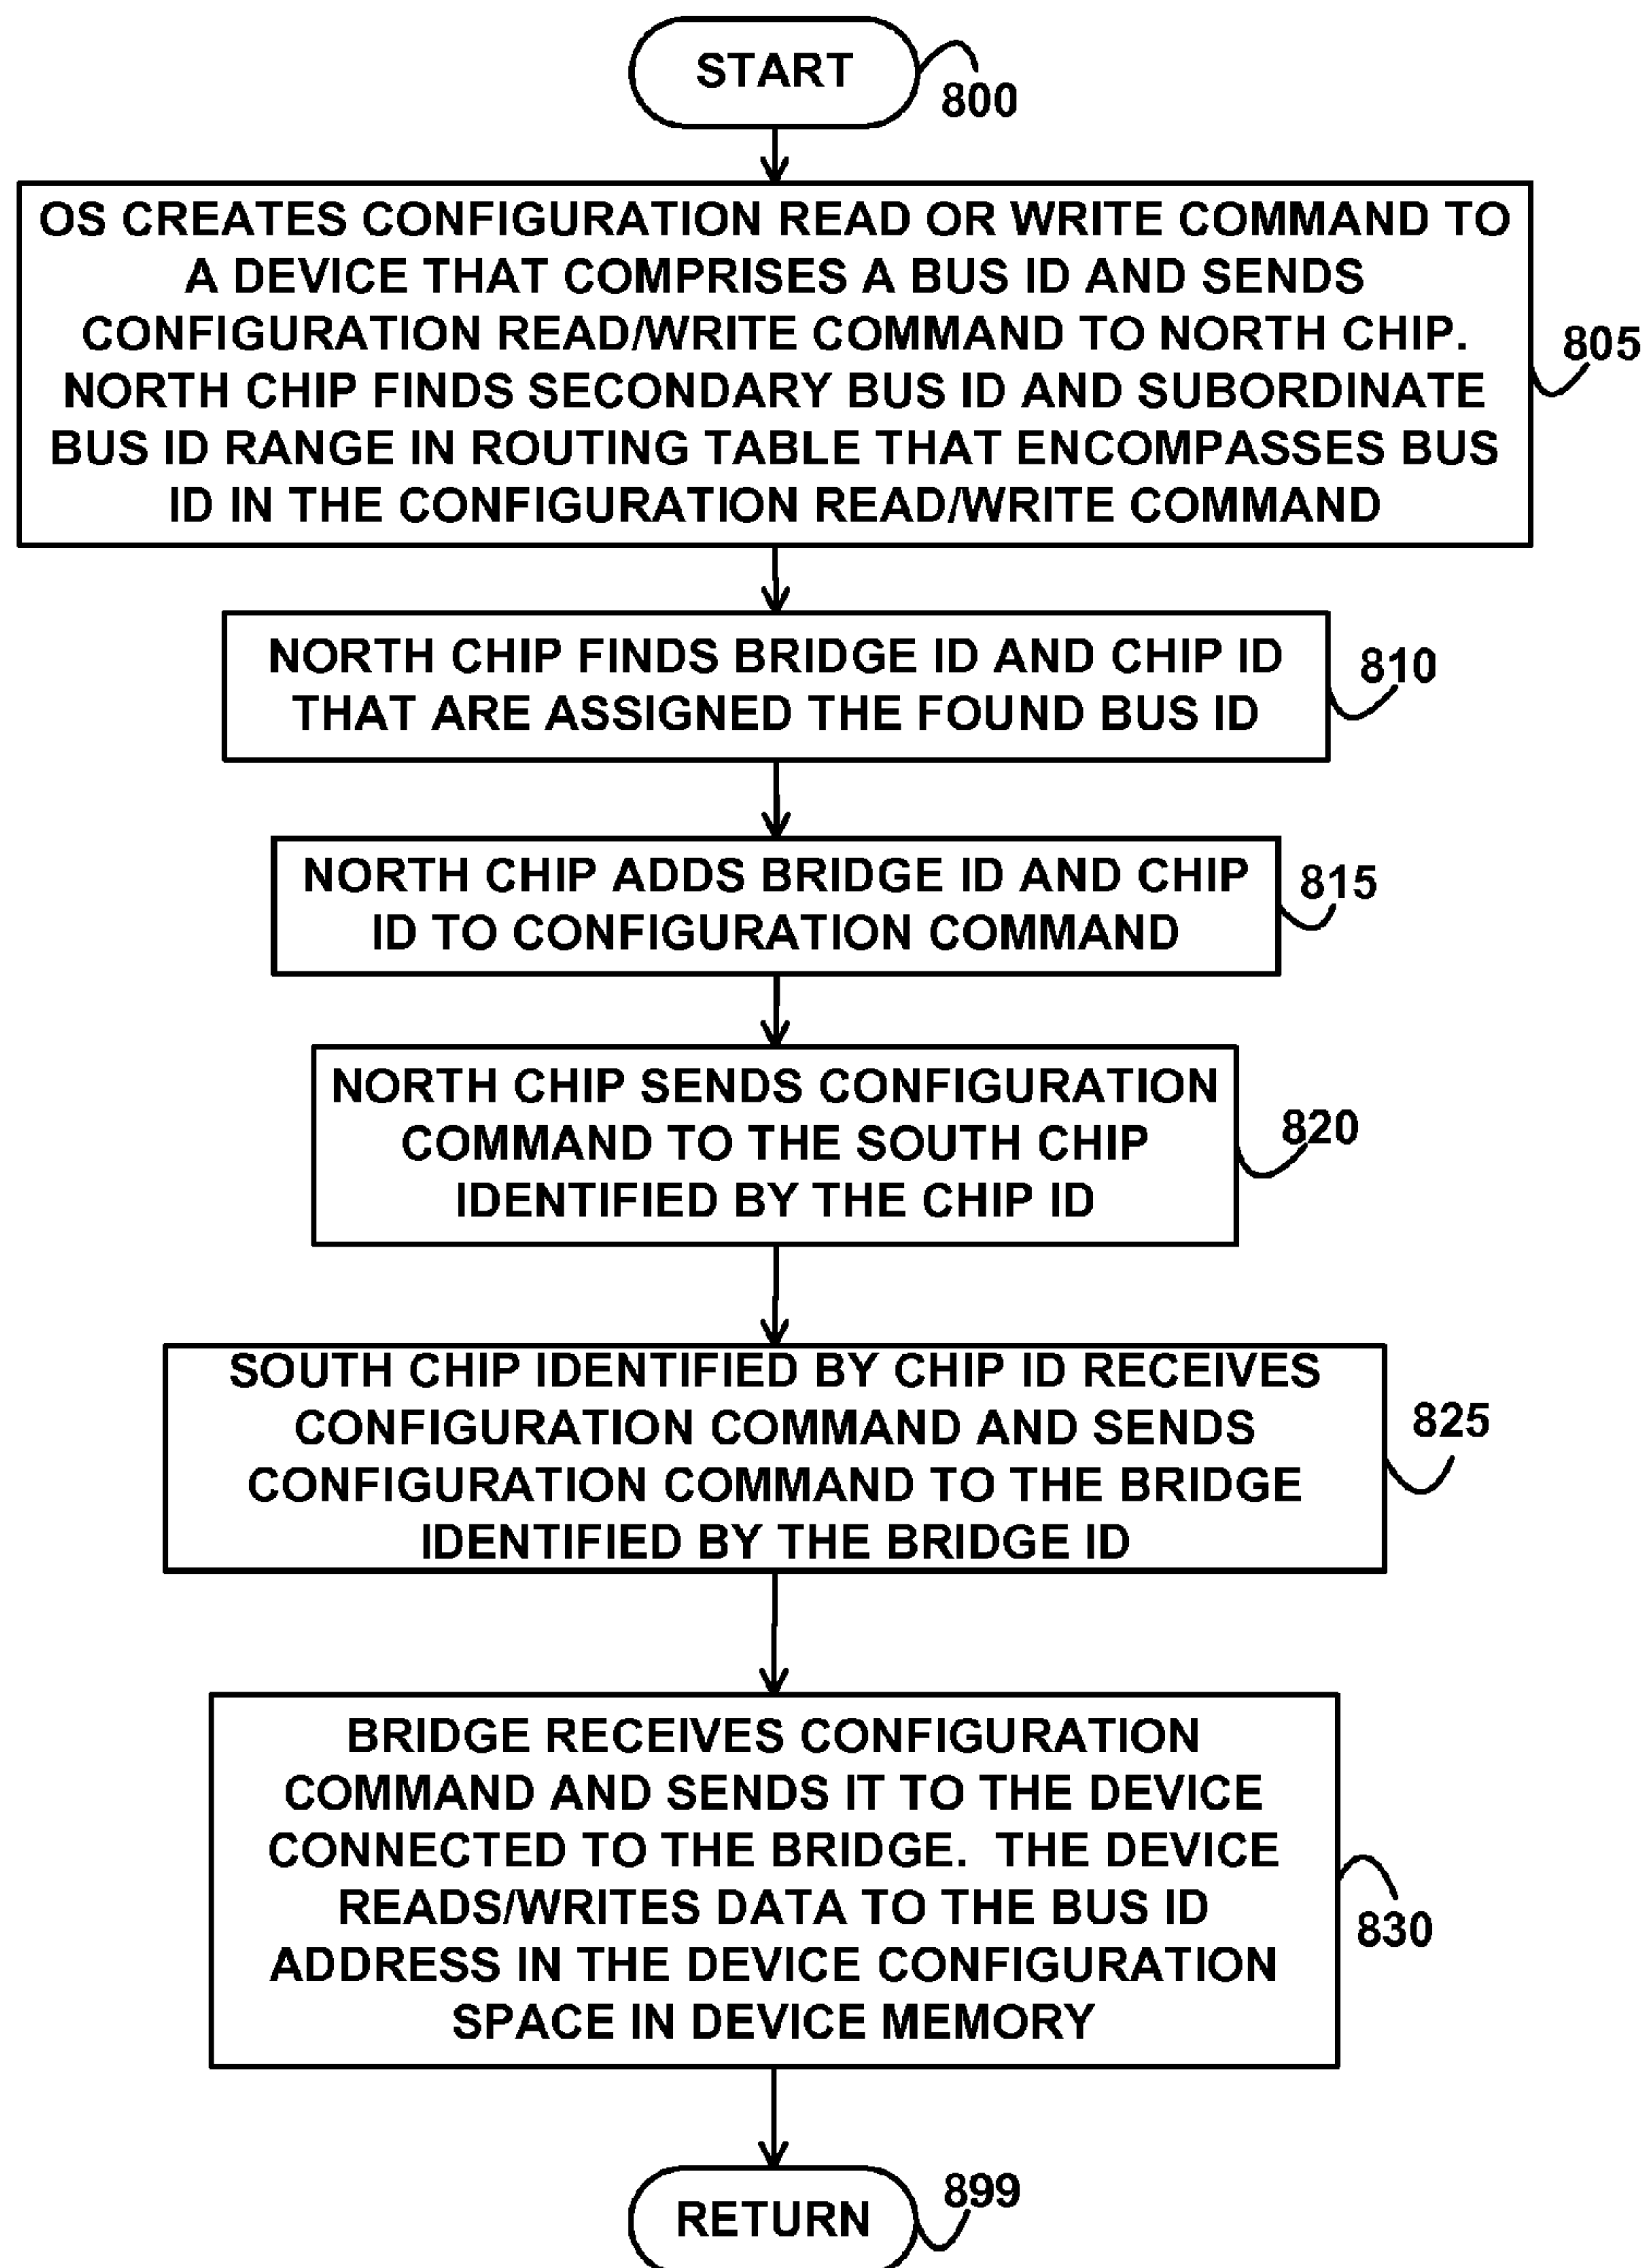 START
800
OS CREATES CONFIGURATION READ OR WRITE COMMAND TO
A DEVICE THAT COMPRISES A BUS ID AND SENDS
CONFIGURATION READ/WRITE COMMAND TO NORTH CHIP.
NORTH CHIP FINDS SECONDARY BUS ID AND SUBORDINATE
BUS ID RANGE IN ROUTING TABLE THAT ENCOMPASSES BUS
ID IN THE CONFIGURATION READ/WRITE COMMAND
805
NORTH CHIP FINDS BRIDGE ID AND CHIP ID
THAT ARE ASSIGNED THE FOUND BUS ID
810
NORTH CHIP ADDS BRIDGE ID AND CHIP
ID TO CONFIGURATION COMMAND
815
NORTH CHIP SENDS CONFIGURATION
COMMAND TO THE SOUTH CHIP
IDENTIFIED BY THE CHIP ID
820
SOUTH CHIP IDENTIFIED BY CHIP ID RECEIVES
CONFIGURATION COMMAND AND SENDS
CONFIGURATION COMMAND TO THE BRIDGE
IDENTIFIED BY THE BRIDGE ID
825
BRIDGE RECEIVES CONFIGURATION
COMMAND AND SENDS IT TO THE DEVICE
CONNECTED TO THE BRIDGE. THE DEVICE
READS/WRITES DATA TO THE BUS ID
ADDRESS IN THE DEVICE CONFIGURATION
SPACE IN DEVICE MEMORY
830
RETURN
899